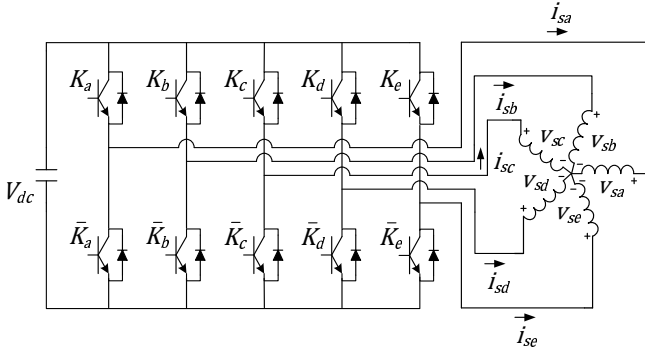 i_sa
K_a K_b K_c K_d K_e
i_sb
+ v_sc - - v_sb +
i_sc
V_dc
v_sd - - - v_sa +
+ v_se +
K̄_a K̄_b K̄_c K̄_d K̄_e
i_sd
i_se